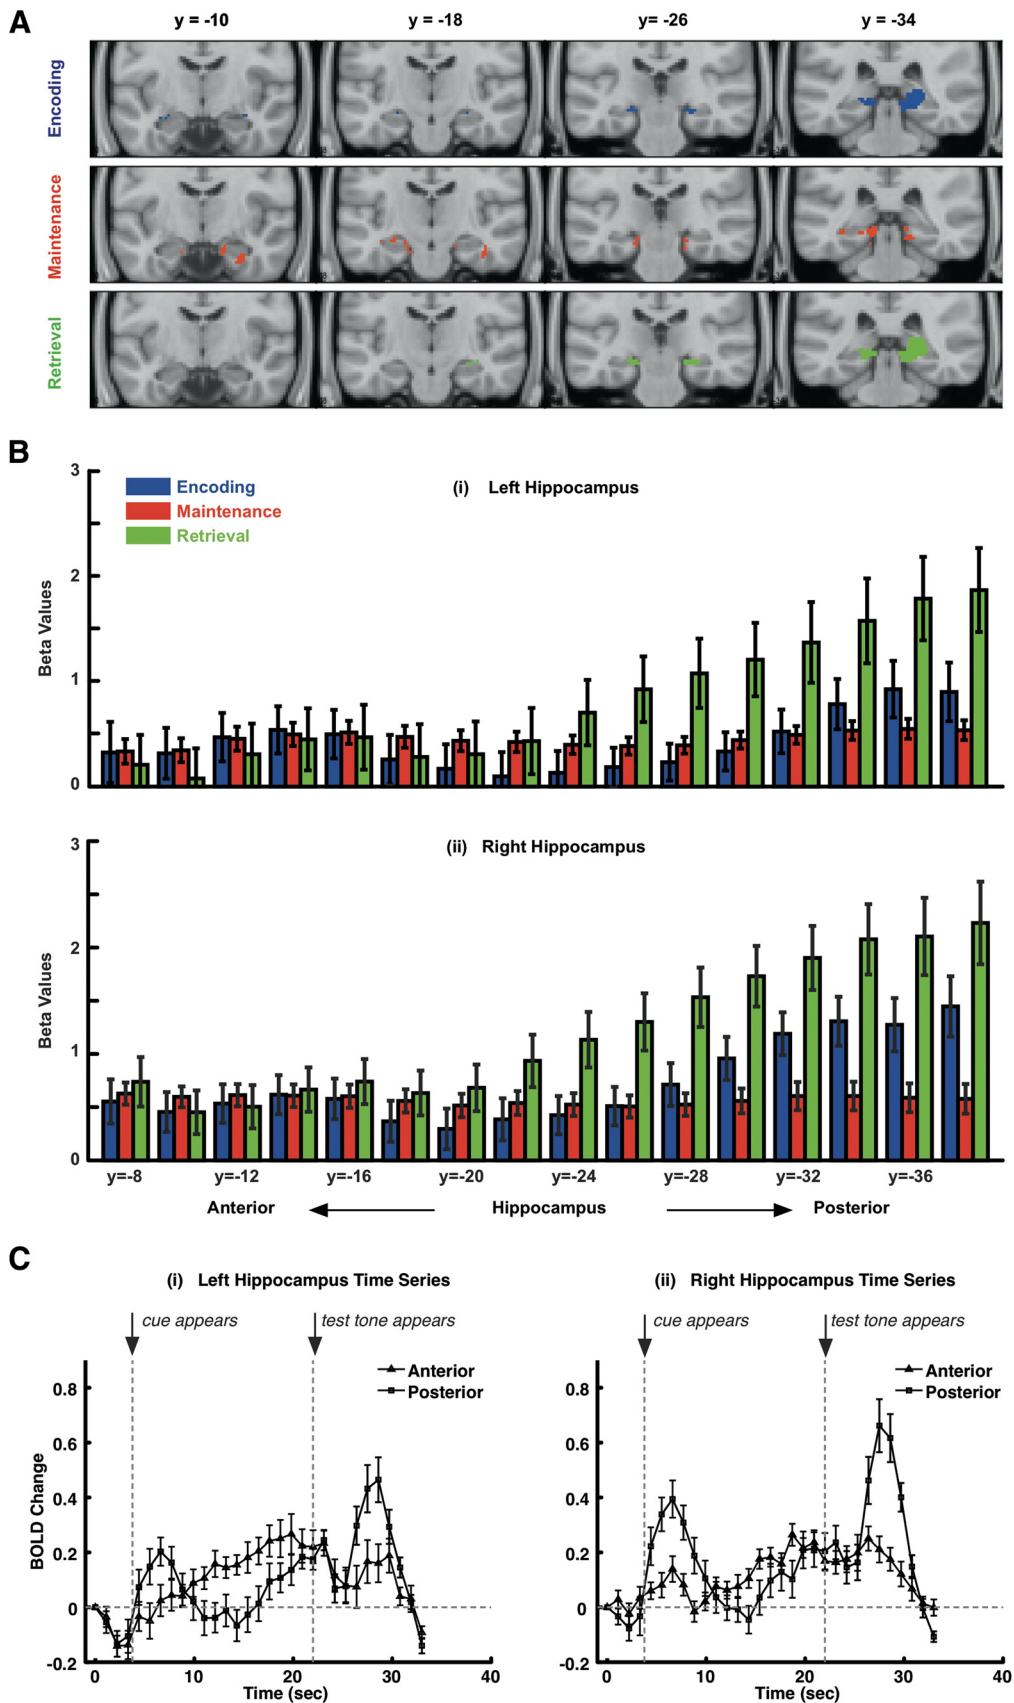 A
y = -10 y = -18 y= -26 y = -34
Encoding
Maintenance
Retrieval
B
3
2
1
0
Beta Values
Encoding
Maintenance
Retrieval
(i) Left Hippocampus
(ii) Right Hippocampus
3
2
1
0
Beta Values
y=-8 y=-12 y=-16 y=-20 y=-24 y=-28 y=-32 y=-36
Anterior Hippocampus Posterior
C
(i) Left Hippocampus Time Series
cue appears test tone appears
Anterior
Posterior
0.8
0.6
0.4
0.2
0
-0.2
BOLD Change
0 10 20 30 40
Time (sec)
(ii) Right Hippocampus Time Series
cue appears test tone appears
Anterior
Posterior
0.8
0.6
0.4
0.2
0
-0.2
0 10 20 30 40
Time (sec)